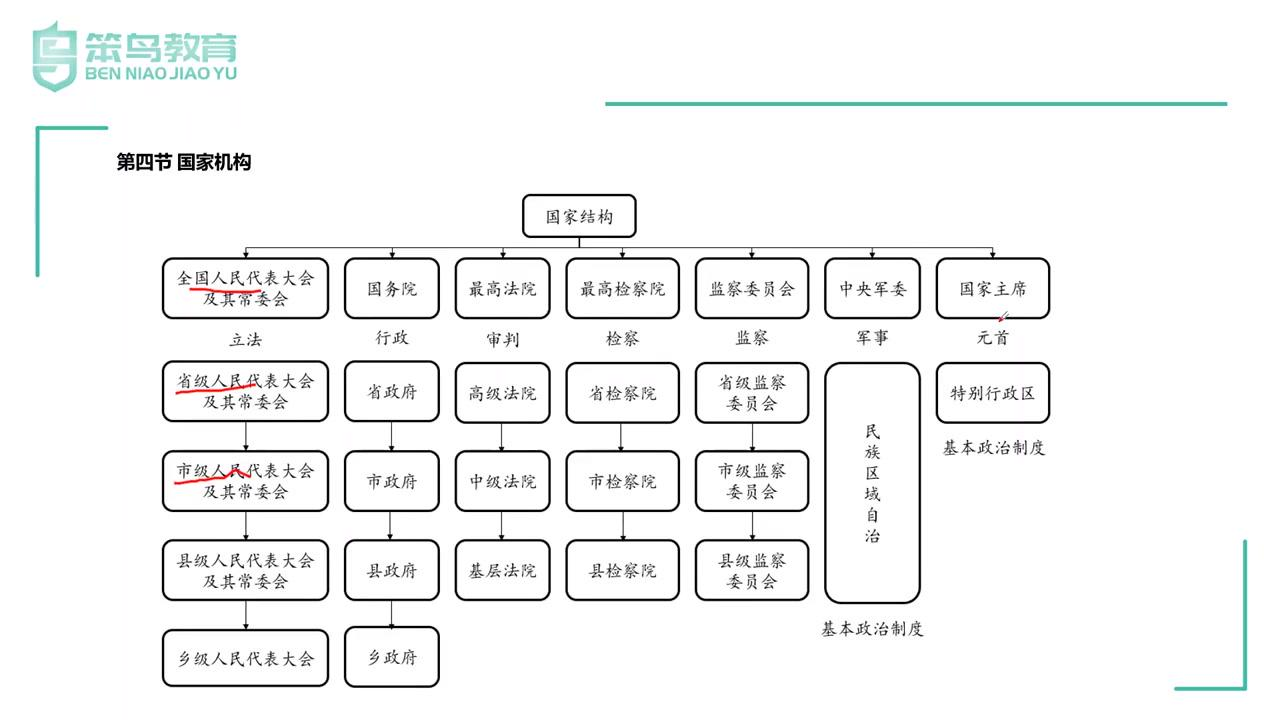 笨鸟教育
BEN NIAO JIAO YU
第四节 国家机构
国家结构
全国人民代表大会
及其常委会
国务院
最高法院
最高检察院
监察委员会
中央军委
国家主席
立法
行政
审判
检察
监察
军事
元首
省级人民代表大会
及其常委会
省政府
高级法院
省检察院
省级监察
委员会
民
族
区
域
自
治
特别行政区
基本政治制度
市级人民代表大会
及其常委会
市政府
中级法院
市检察院
市级监察
委员会
县级人民代表大会
及其常委会
县政府
基层法院
县检察院
县级监察
委员会
基本政治制度
乡级人民代表大会
乡政府